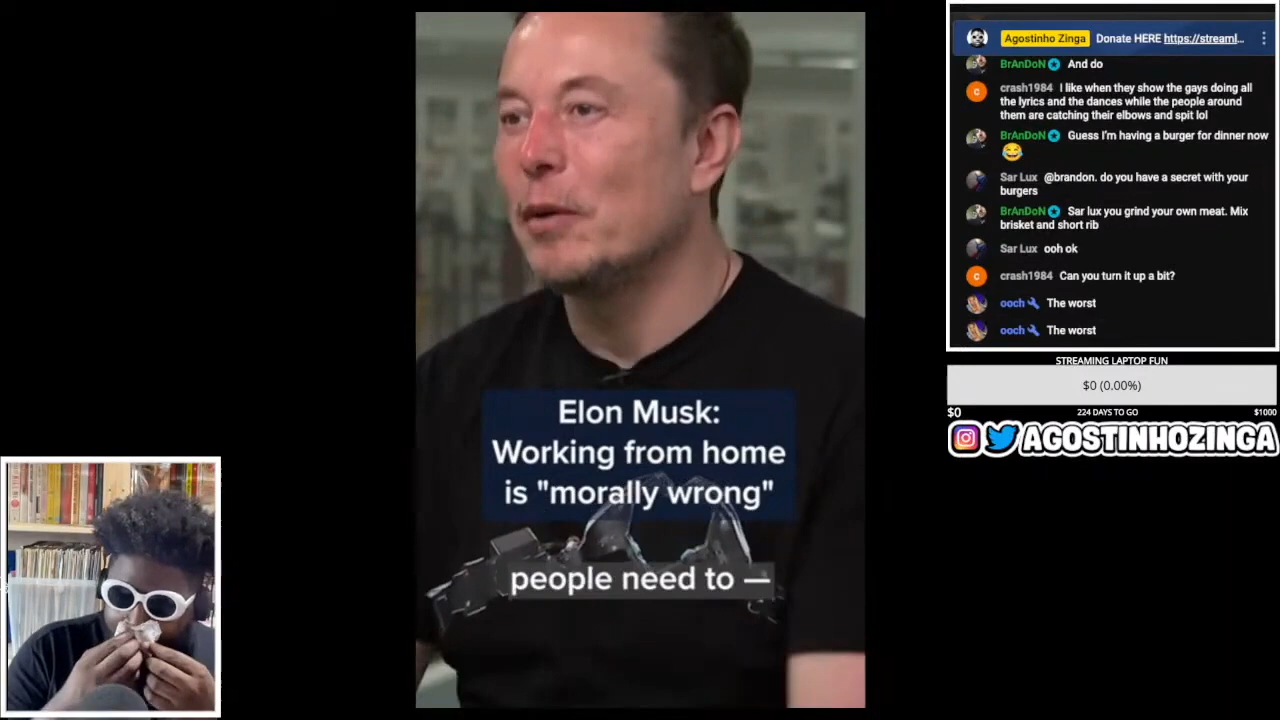 Agostinho Zinga Donate HERE https://streaml...
BrAnDoN And do
crash1984 I like when they show the gays doing all
the lyrics and the dances while the people around
them are catching their elbows and spit lol
BrAnDoN Guess I'm having a burger for dinner now
Sar Lux @brandon. do you have a secret with your
burgers
BrAnDoN Sar lux you grind your own meat. Mix
brisket and short rib
Sar Lux ooh ok
C
crash1984 Can you turn it up a bit?
ooch The worst
ooch The worst
STREAMING LAPTOP FUN
$0 (0.00%)
$0 224 DAYS TO GO $1000
AGOSTINHOZINGA
Elon Musk:
Working from home
is "morally wrong"
people need to —